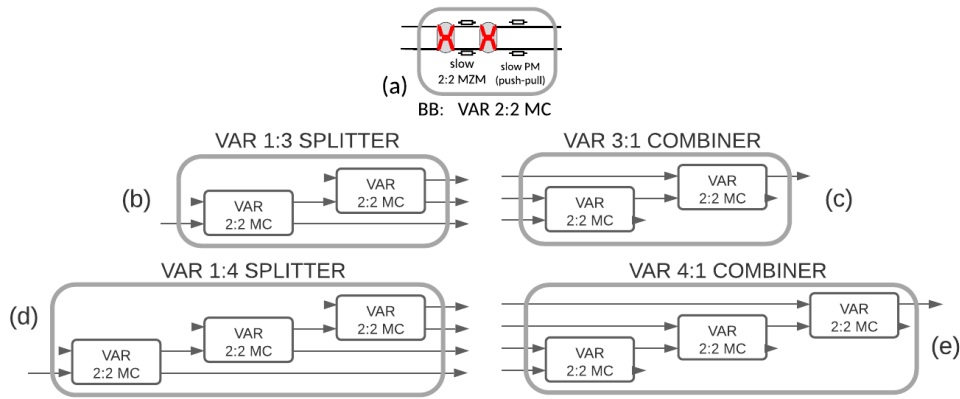 slow
2:2 MZM
slow PM
(push-pull)
(a)
BB: VAR 2:2 MC
VAR 1:3 SPLITTER
(b)
VAR
2:2 MC
VAR
2:2 MC
VAR 3:1 COMBINER
VAR
2:2 MC
VAR
2:2 MC
(c)
VAR 1:4 SPLITTER
(d)
VAR
2:2 MC
VAR
2:2 MC
VAR
2:2 MC
VAR 4:1 COMBINER
VAR
2:2 MC
VAR
2:2 MC
VAR
2:2 MC
(e)